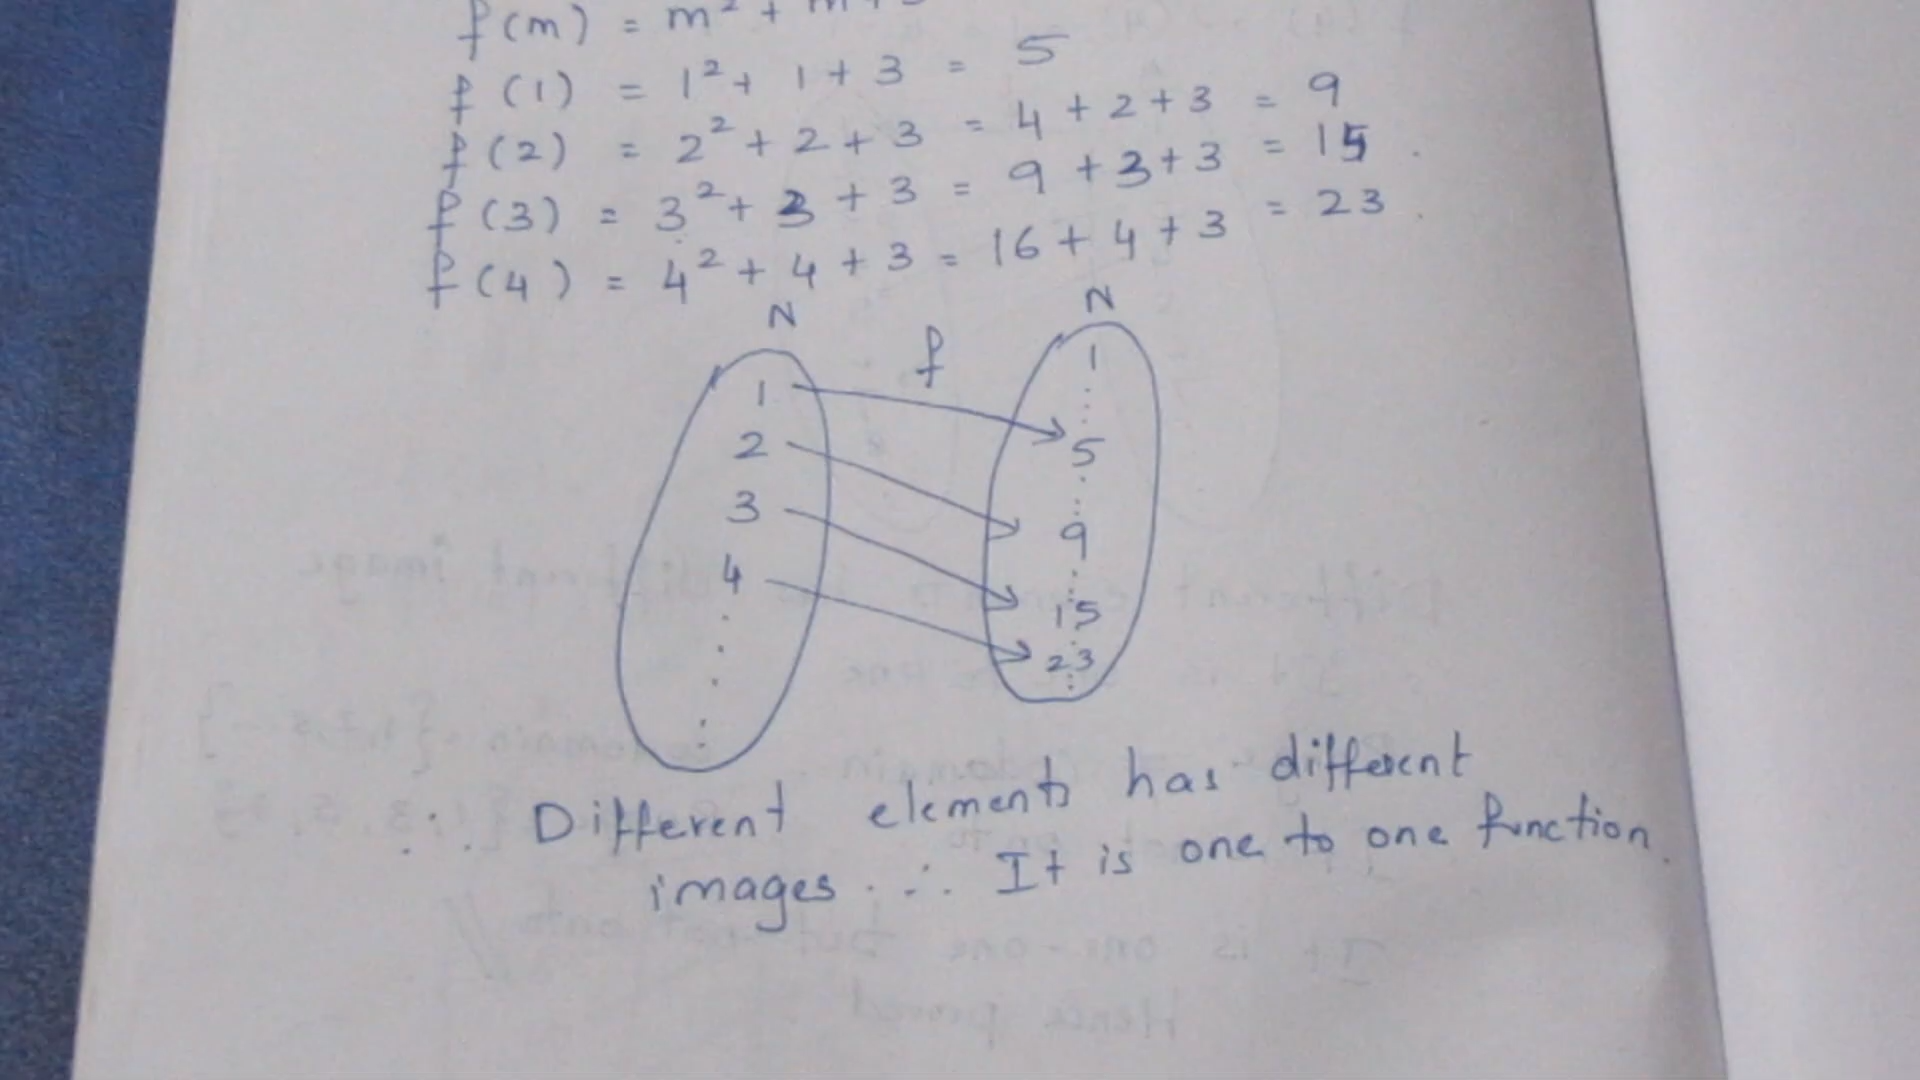 f(m) = m² + m + 3
f(1) = 1² + 1 + 3 = 5
f(2) = 2² + 2 + 3 = 4 + 2 + 3 = 9
f(3) = 3² + 3 + 3 = 9 + 3 + 3 = 15.
f(4) = 4² + 4 + 3 = 16 + 4 + 3 = 23.
N f N
1 1
2 5
3 9
4 15
23
∴ Different elements has different
images. ∴ It is one to one function.